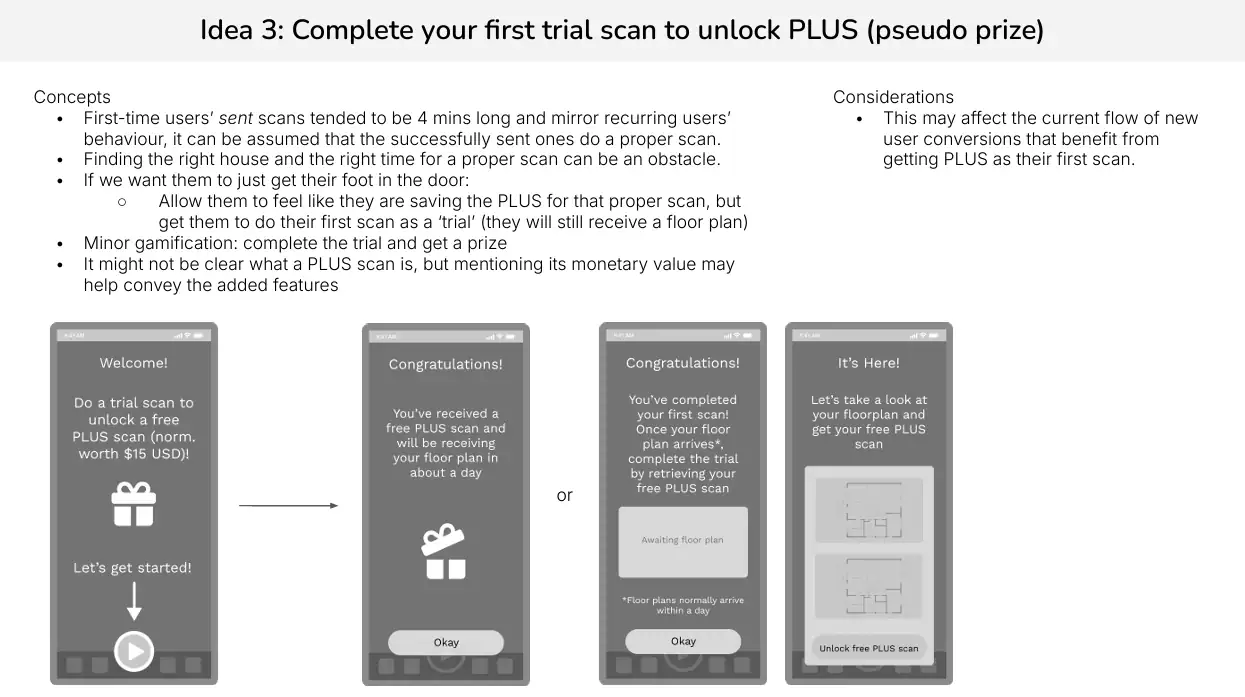 Idea 3: Complete your first trial scan to unlock PLUS (pseudo prize)
Concepts
• First-time users' sent scans tended to be 4 mins long and mirror recurring users'
behaviour, it can be assumed that the successfully sent ones do a proper scan.
• Finding the right house and the right time for a proper scan can be an obstacle.
• If we want them to just get their foot in the door:
○ Allow them to feel like they are saving the PLUS for that proper scan, but
get them to do their first scan as a 'trial' (they will still receive a floor plan)
• Minor gamification: complete the trial and get a prize
• It might not be clear what a PLUS scan is, but mentioning its monetary value may
help convey the added features
Considerations
• This may affect the current flow of new
user conversions that benefit from
getting PLUS as their first scan.
Welcome!
Do a trial scan to
unlock a free
PLUS scan (norm.
worth $15 USD)!
Let's get started!
Congratulations!
You've received a
free PLUS scan and
will be receiving
your floor plan in
about a day
Okay
or
Congratulations!
You've completed
your first scan!
Once your floor
plan arrives*,
complete the trial
by retrieving your
free PLUS scan
Awaiting floor plan
*Floor plans normally arrive
within a day
Okay
It's Here!
Let's take a look at
your floorplan and
get your free PLUS
scan
Unlock free PLUS scan